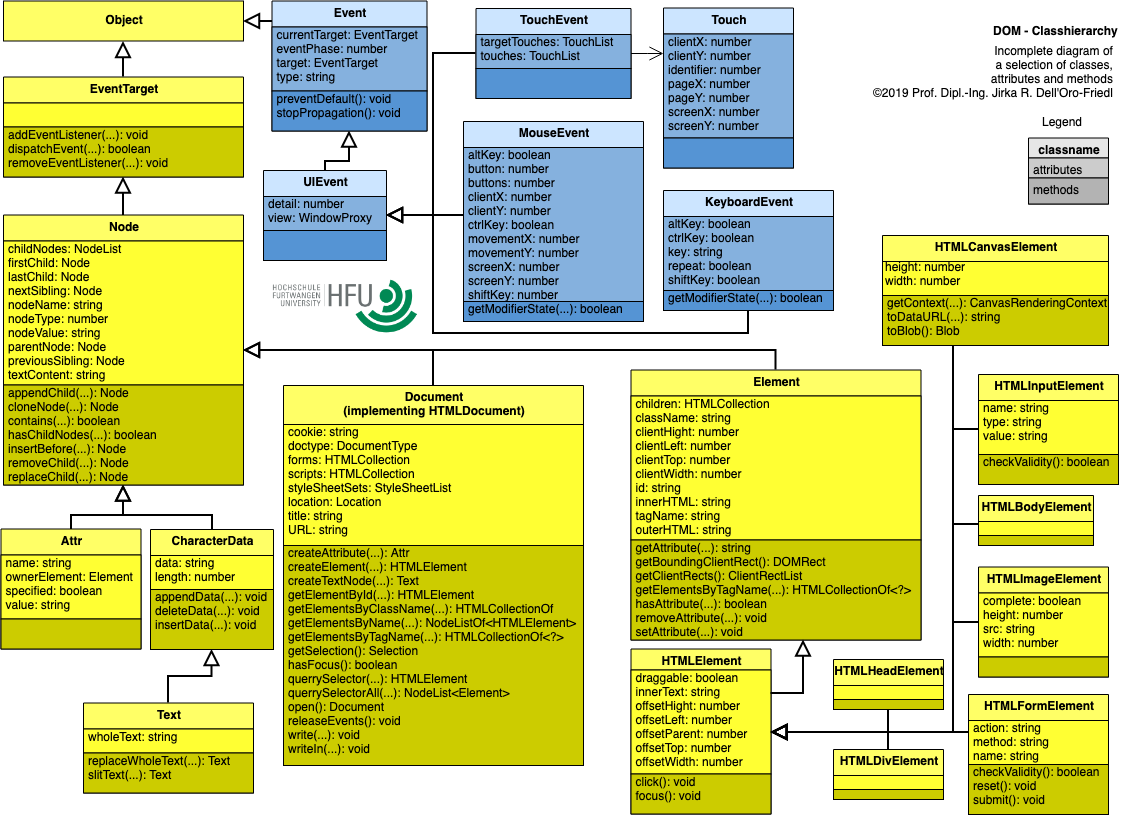 Object
EventTarget
addEventListener(...): void
dispatchEvent(...): boolean
removeEventListener(...): void
Node
childNodes: NodeList
firstChild: Node
lastChild: Node
nextSibling: Node
nodeName: string
nodeType: number
nodeValue: string
parentNode: Node
previousSibling: Node
textContent: string
appendChild(...): Node
cloneNode(...): Node
contains(...): boolean
hasChildNodes(...): boolean
insertBefore(...): Node
removeChild(...): Node
replaceChild(...): Node
Attr
name: string
ownerElement: Element
specified: boolean
value: string
CharacterData
data: string
length: number
appendData(...): void
deleteData(...): void
insertData(...): void
Text
wholeText: string
replaceWholeText(...): Text
slitText(...): Text
Event
currentTarget: EventTarget
eventPhase: number
target: EventTarget
type: string
preventDefault(): void
stopPropagation(): void
UIEvent
detail: number
view: WindowProxy
HOCHSCHULE
FURTWANGEN
UNIVERSITY
HFU
TouchEvent
targetTouches: TouchList
touches: TouchList
Touch
clientX: number
clientY: number
identifier: number
pageX: number
pageY: number
screenX: number
screenY: number
MouseEvent
altKey: boolean
button: number
buttons: number
clientX: number
clientY: number
ctrlKey: boolean
movementX: number
movementY: number
screenX: number
screenY: number
shiftKey: number
getModifierState(...): boolean
KeyboardEvent
altKey: boolean
ctrlKey: boolean
key: string
repeat: boolean
shiftKey: boolean
getModifierState(...): boolean
DOM - Classhierarchy
Incomplete diagram of
a selection of classes,
attributes and methods
©2019 Prof. Dipl.-Ing. Jirka R. Dell'Oro-Friedl
Legend
classname
attributes
methods
Document
(implementing HTMLDocument)
cookie: string
doctype: DocumentType
forms: HTMLCollection
scripts: HTMLCollection
styleSheetSets: StyleSheetList
location: Location
title: string
URL: string
createAttribute(...): Attr
createElement(...): HTMLElement
createTextNode(...): Text
getElementById(...): HTMLElement
getElementsByClassName(...): HTMLCollectionOf
getElementsByName(...): NodeListOf<HTMLElement>
getElementsByTagName(...): HTMLCollectionOf<?>
getSelection(): Selection
hasFocus(): boolean
querrySelector(...): HTMLElement
querrySelectorAll(...): NodeList<Element>
open(): Document
releaseEvents(): void
write(...): void
writeIn(...): void
Element
children: HTMLCollection
className: string
clientHight: number
clientLeft: number
clientTop: number
clientWidth: number
id: string
innerHTML: string
tagName: string
outerHTML: string
getAttribute(...): string
getBoundingClientRect(): DOMRect
getClientRects(): ClientRectList
getElementsByTagName(...): HTMLCollectionOf<?>
hasAttribute(...): boolean
removeAttribute(...): void
setAttribute(...): void
HTMLElement
draggable: boolean
innerText: string
offsetHight: number
offsetLeft: number
offsetParent: number
offsetTop: number
offsetWidth: number
click(): void
focus(): void
HTMLHeadElement
HTMLDivElement
HTMLCanvasElement
height: number
width: number
getContext(...): CanvasRenderingContext
toDataURL(...): string
toBlob(): Blob
HTMLInputElement
name: string
type: string
value: string
checkValidity(): boolean
HTMLBodyElement
HTMLImageElement
complete: boolean
height: number
src: string
width: number
HTMLFormElement
action: string
method: string
name: string
checkValidity(): boolean
reset(): void
submit(): void